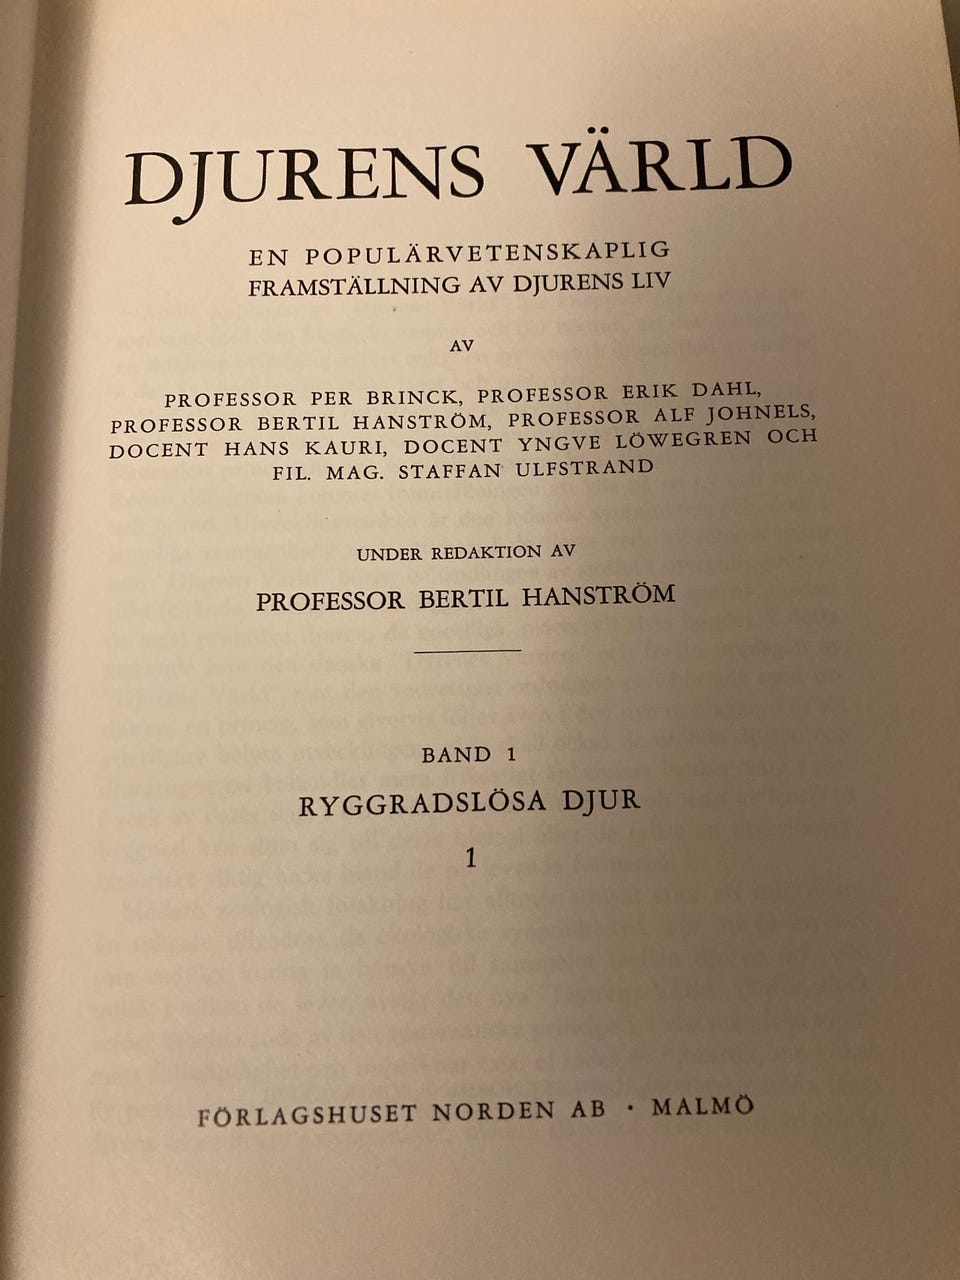 DJURENS VÄRLD
EN POPULÄRVETENSKAPLIG
FRAMSTÄLLNING AV DJURENS LIV
AV
PROFESSOR PER BRINCK, PROFESSOR ERIK DAHL,
PROFESSOR BERTIL HANSTRÖM, PROFESSOR ALF JOHNELS,
DOCENT HANS KAURI, DOCENT YNGVE LÖWEGREN OCH
FIL. MAG. STAFFAN ULFSTRAND
UNDER REDAKTION AV
PROFESSOR BERTIL HANSTRÖM
BAND 1
RYGGRADSLÖSA DJUR
1
FÖRLAGSHUSET NORDEN AB · MALMÖ